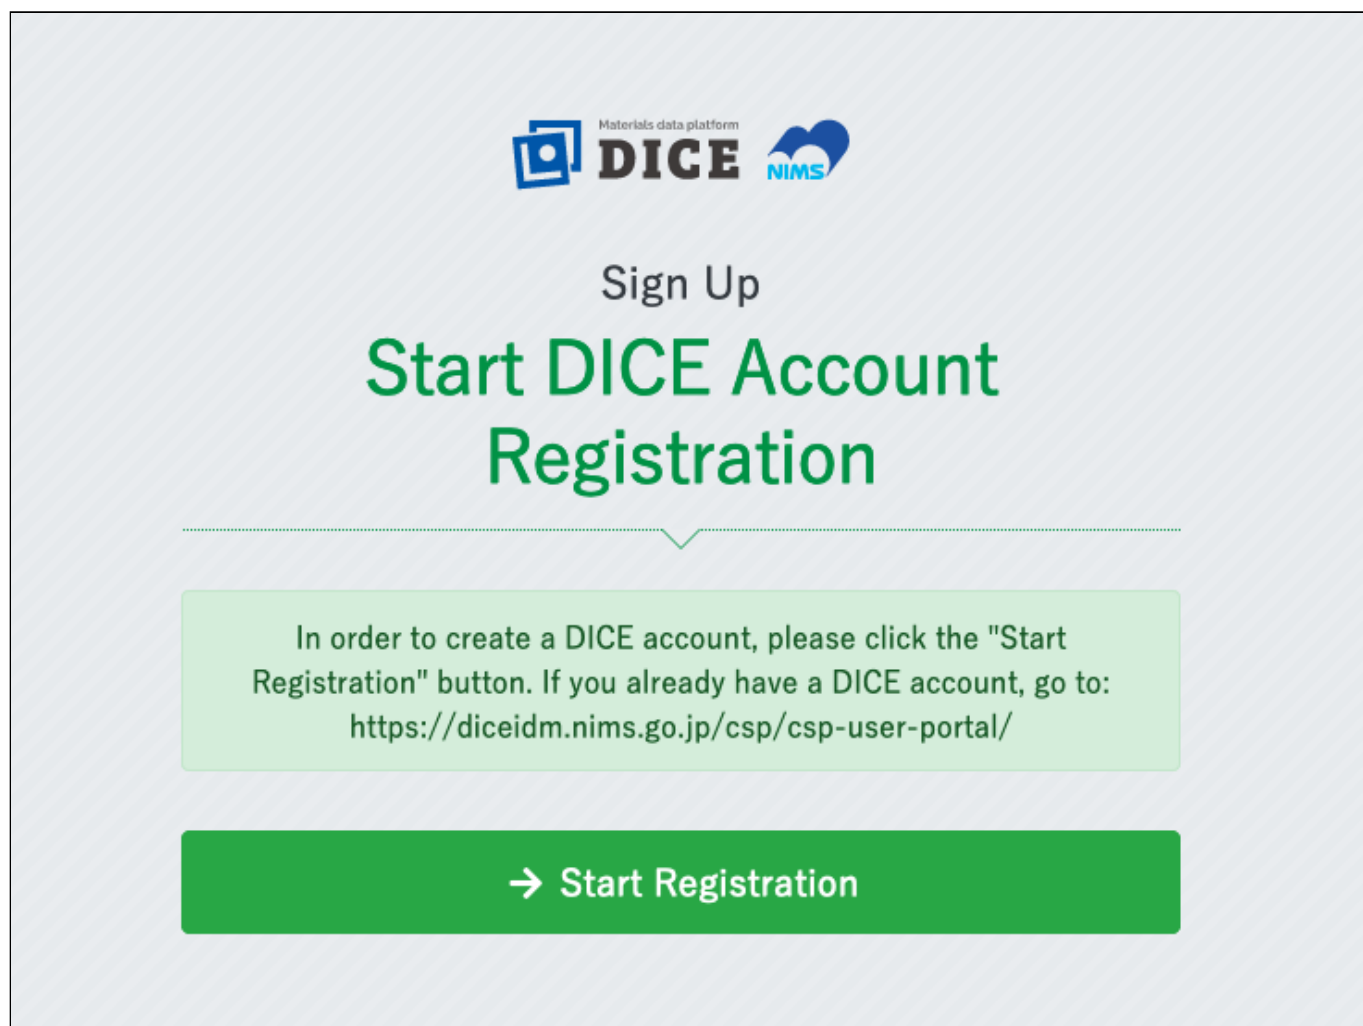 Materials data platform
DICE
NIMS
Sign Up
Start DICE Account
Registration
In order to create a DICE account, please click the "Start
Registration" button. If you already have a DICE account, go to:
https://diceidm.nims.go.jp/csp/csp-user-portal/
Start Registration